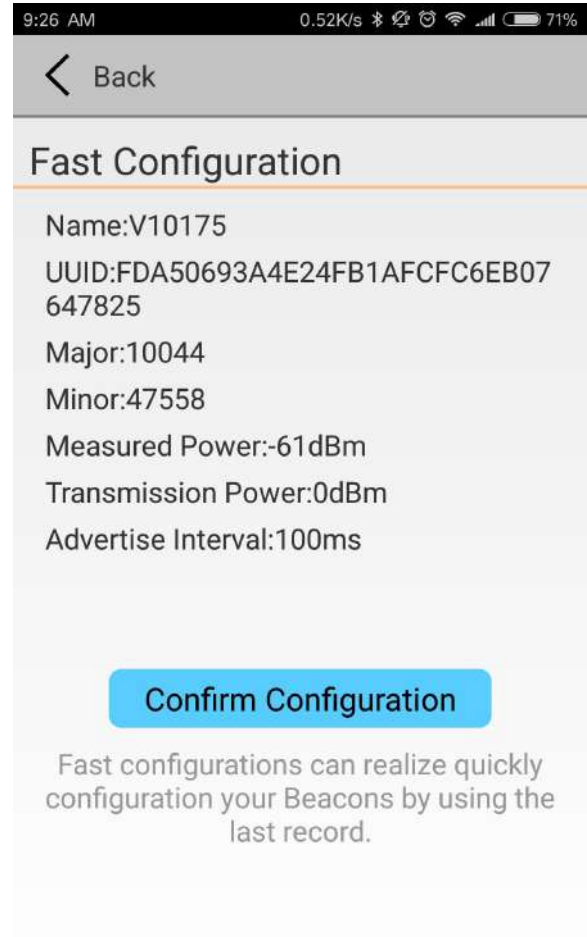 9:26 AM 0.52K/s 71%
Back
Fast Configuration
Name:V10175
UUID:FDA50693A4E24FB1AFCFC6EB07
647825
Major:10044
Minor:47558
Measured Power:-61dBm
Transmission Power:0dBm
Advertise Interval:100ms
Confirm Configuration
Fast configurations can realize quickly
configuration your Beacons by using the
last record.